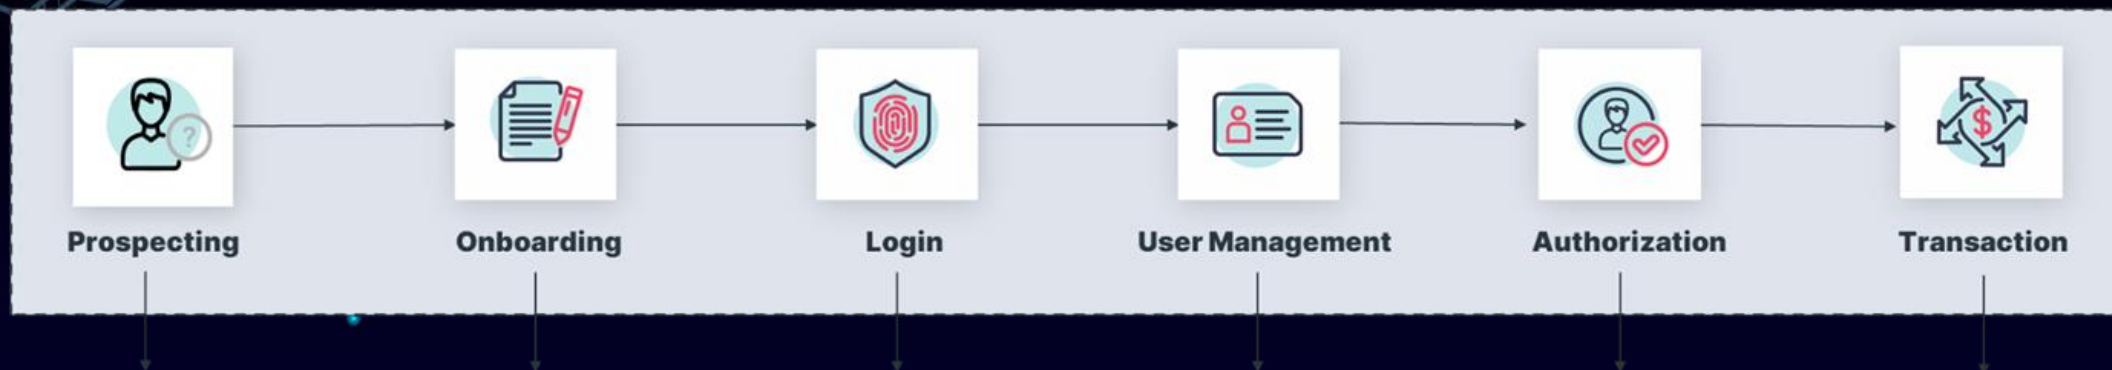 ?
$
Prospecting
Onboarding
Login
User Management
Authorization
Transaction